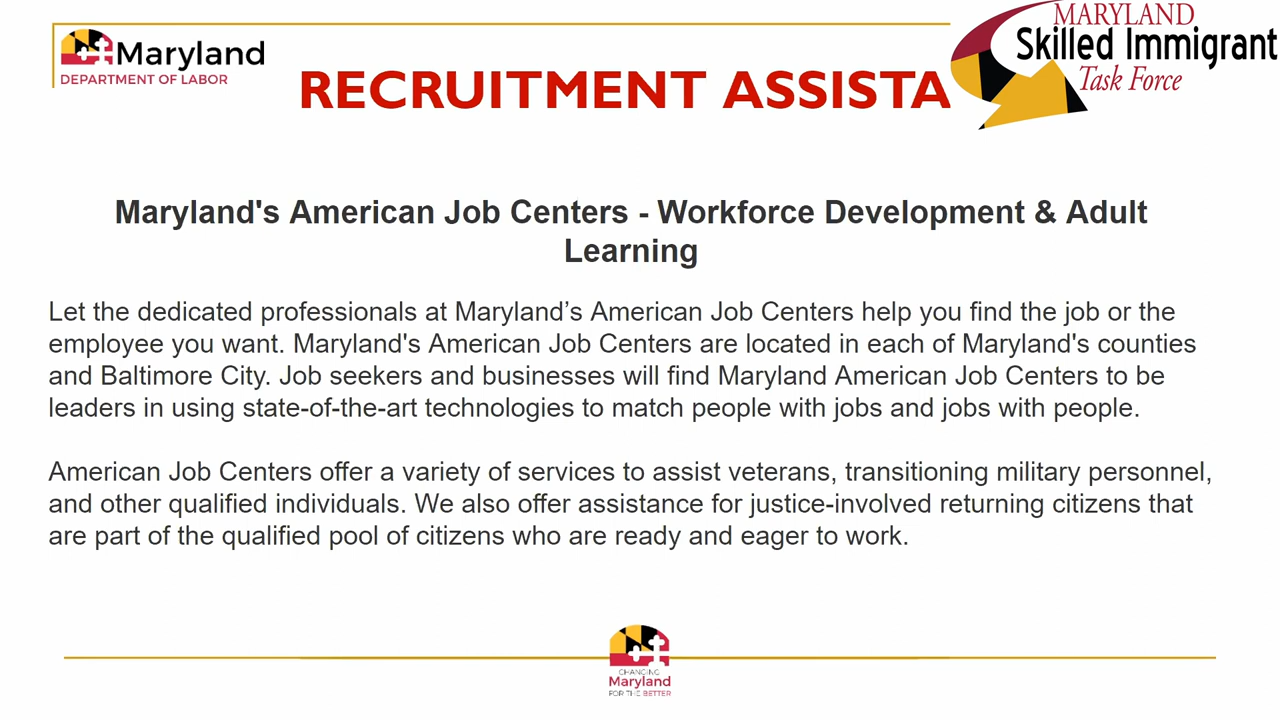 Maryland
DEPARTMENT OF LABOR
MARYLAND
Skilled Immigrant
Task Force
RECRUITMENT ASSISTA
Maryland's American Job Centers - Workforce Development & Adult
Learning
Let the dedicated professionals at Maryland’s American Job Centers help you find the job or the
employee you want. Maryland's American Job Centers are located in each of Maryland's counties
and Baltimore City. Job seekers and businesses will find Maryland American Job Centers to be
leaders in using state-of-the-art technologies to match people with jobs and jobs with people.
American Job Centers offer a variety of services to assist veterans, transitioning military personnel,
and other qualified individuals. We also offer assistance for justice-involved returning citizens that
are part of the qualified pool of citizens who are ready and eager to work.
CHANGING
Maryland
FOR THE BETTER